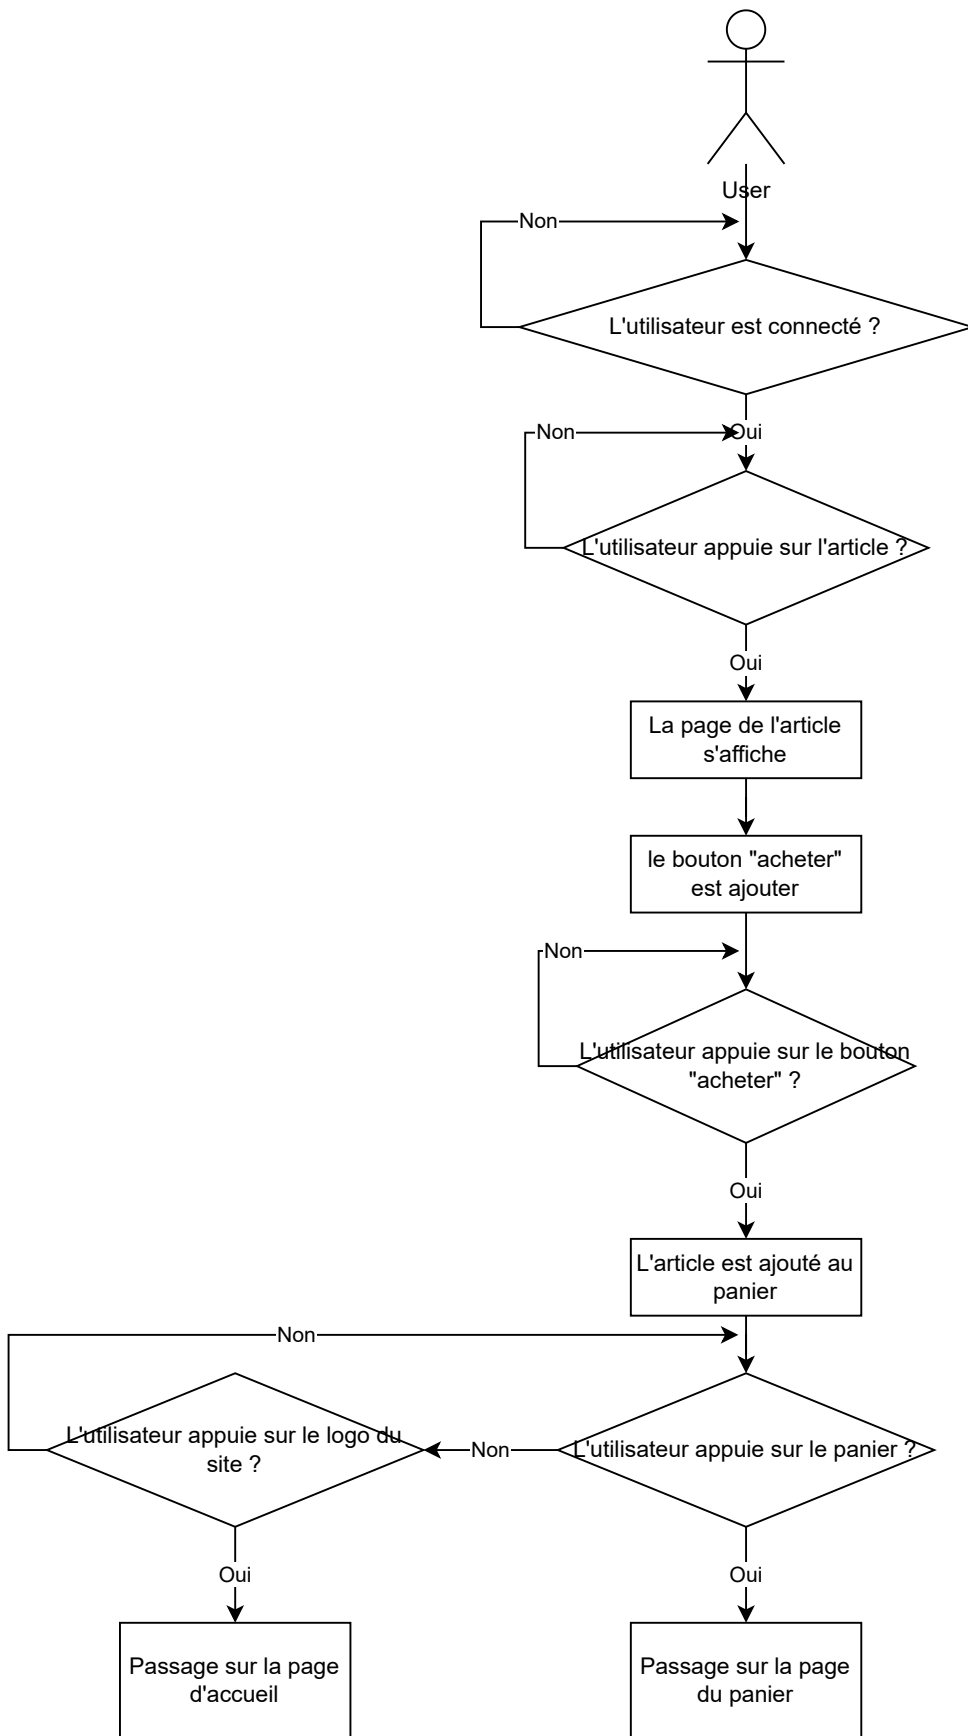 User
Non
L'utilisateur est connecté ?
Non
Oui
L'utilisateur appuie sur l'article ?
Oui
La page de l'article
s'affiche
le bouton "acheter"
est ajouter
Non
L'utilisateur appuie sur le bouton
"acheter" ?
Oui
L'article est ajouté au
panier
Non
L'utilisateur appuie sur le logo du
site ?
Non
L'utilisateur appuie sur le panier ?
Oui
Oui
Passage sur la page
d'accueil
Passage sur la page
du panier